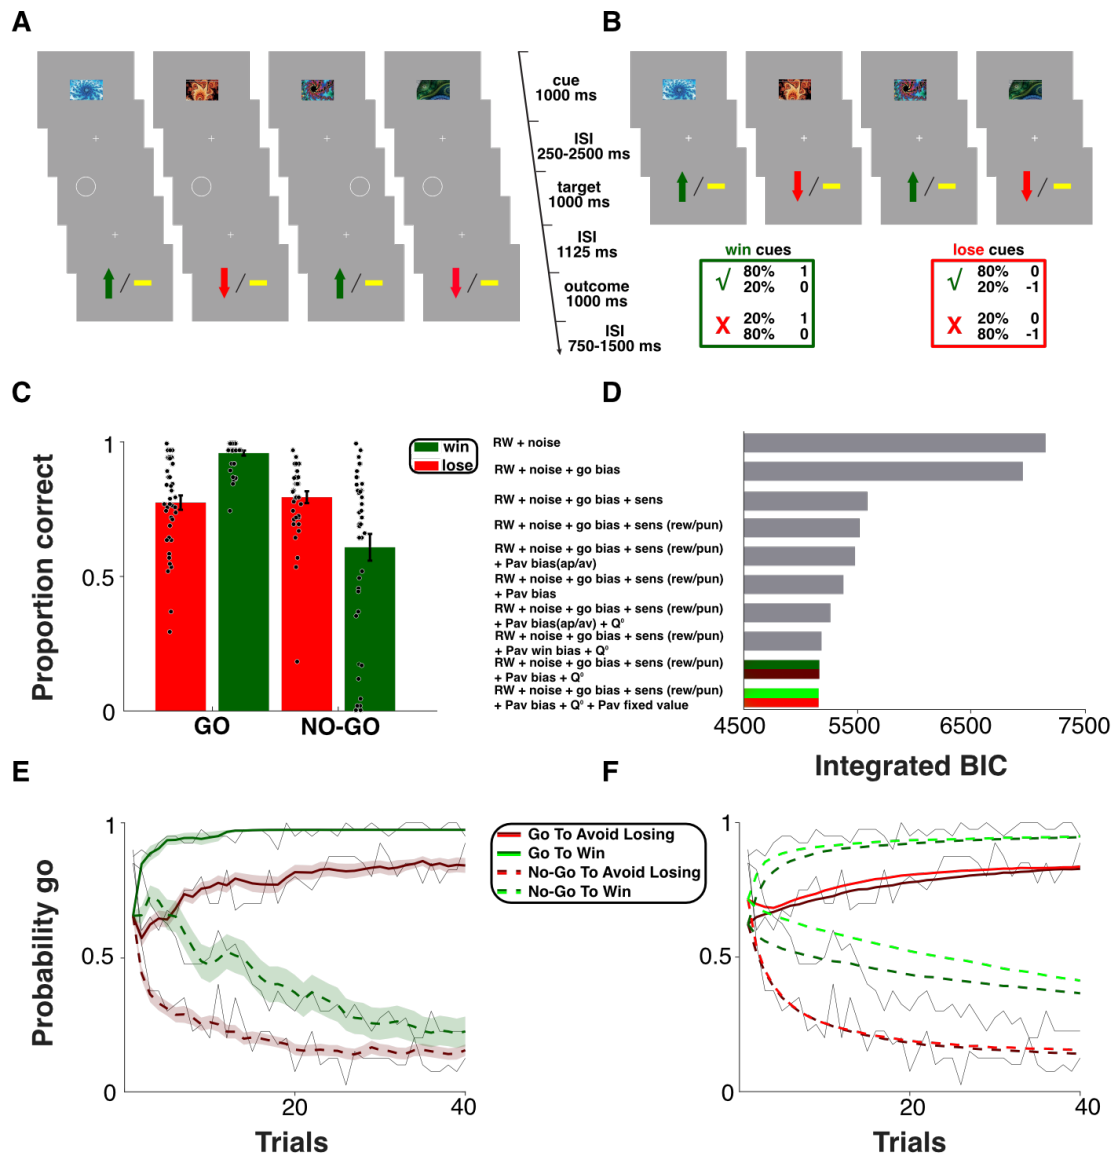 A
cue
1000 ms
ISI
250-2500 ms
target
1000 ms
ISI
1125 ms
outcome
1000 ms
ISI
750-1500 ms
B
win cues
√ 80% 1
20% 0
X 20% 1
80% 0
lose cues
√ 80% 0
20% -1
X 20% 0
80% -1
C
Proportion correct
1
0.5
0
GO
NO-GO
win
lose
D
RW + noise
RW + noise + go bias
RW + noise + go bias + sens
RW + noise + go bias + sens (rew/pun)
RW + noise + go bias + sens (rew/pun)
+ Pav bias(ap/av)
RW + noise + go bias + sens (rew/pun)
+ Pav bias
RW + noise + go bias + sens (rew/pun)
+ Pav bias(ap/av) + Q⁰
RW + noise + go bias + sens (rew/pun)
+ Pav win bias + Q⁰
RW + noise + go bias + sens (rew/pun)
+ Pav bias + Q⁰
RW + noise + go bias + sens (rew/pun)
+ Pav bias + Q⁰ + Pav fixed value
4500 5500 6500 7500
Integrated BIC
E
Probability go
1
0.5
0
20 40
Trials
Go To Avoid Losing
Go To Win
No-Go To Avoid Losing
No-Go To Win
F
1
0.5
0
20 40
Trials